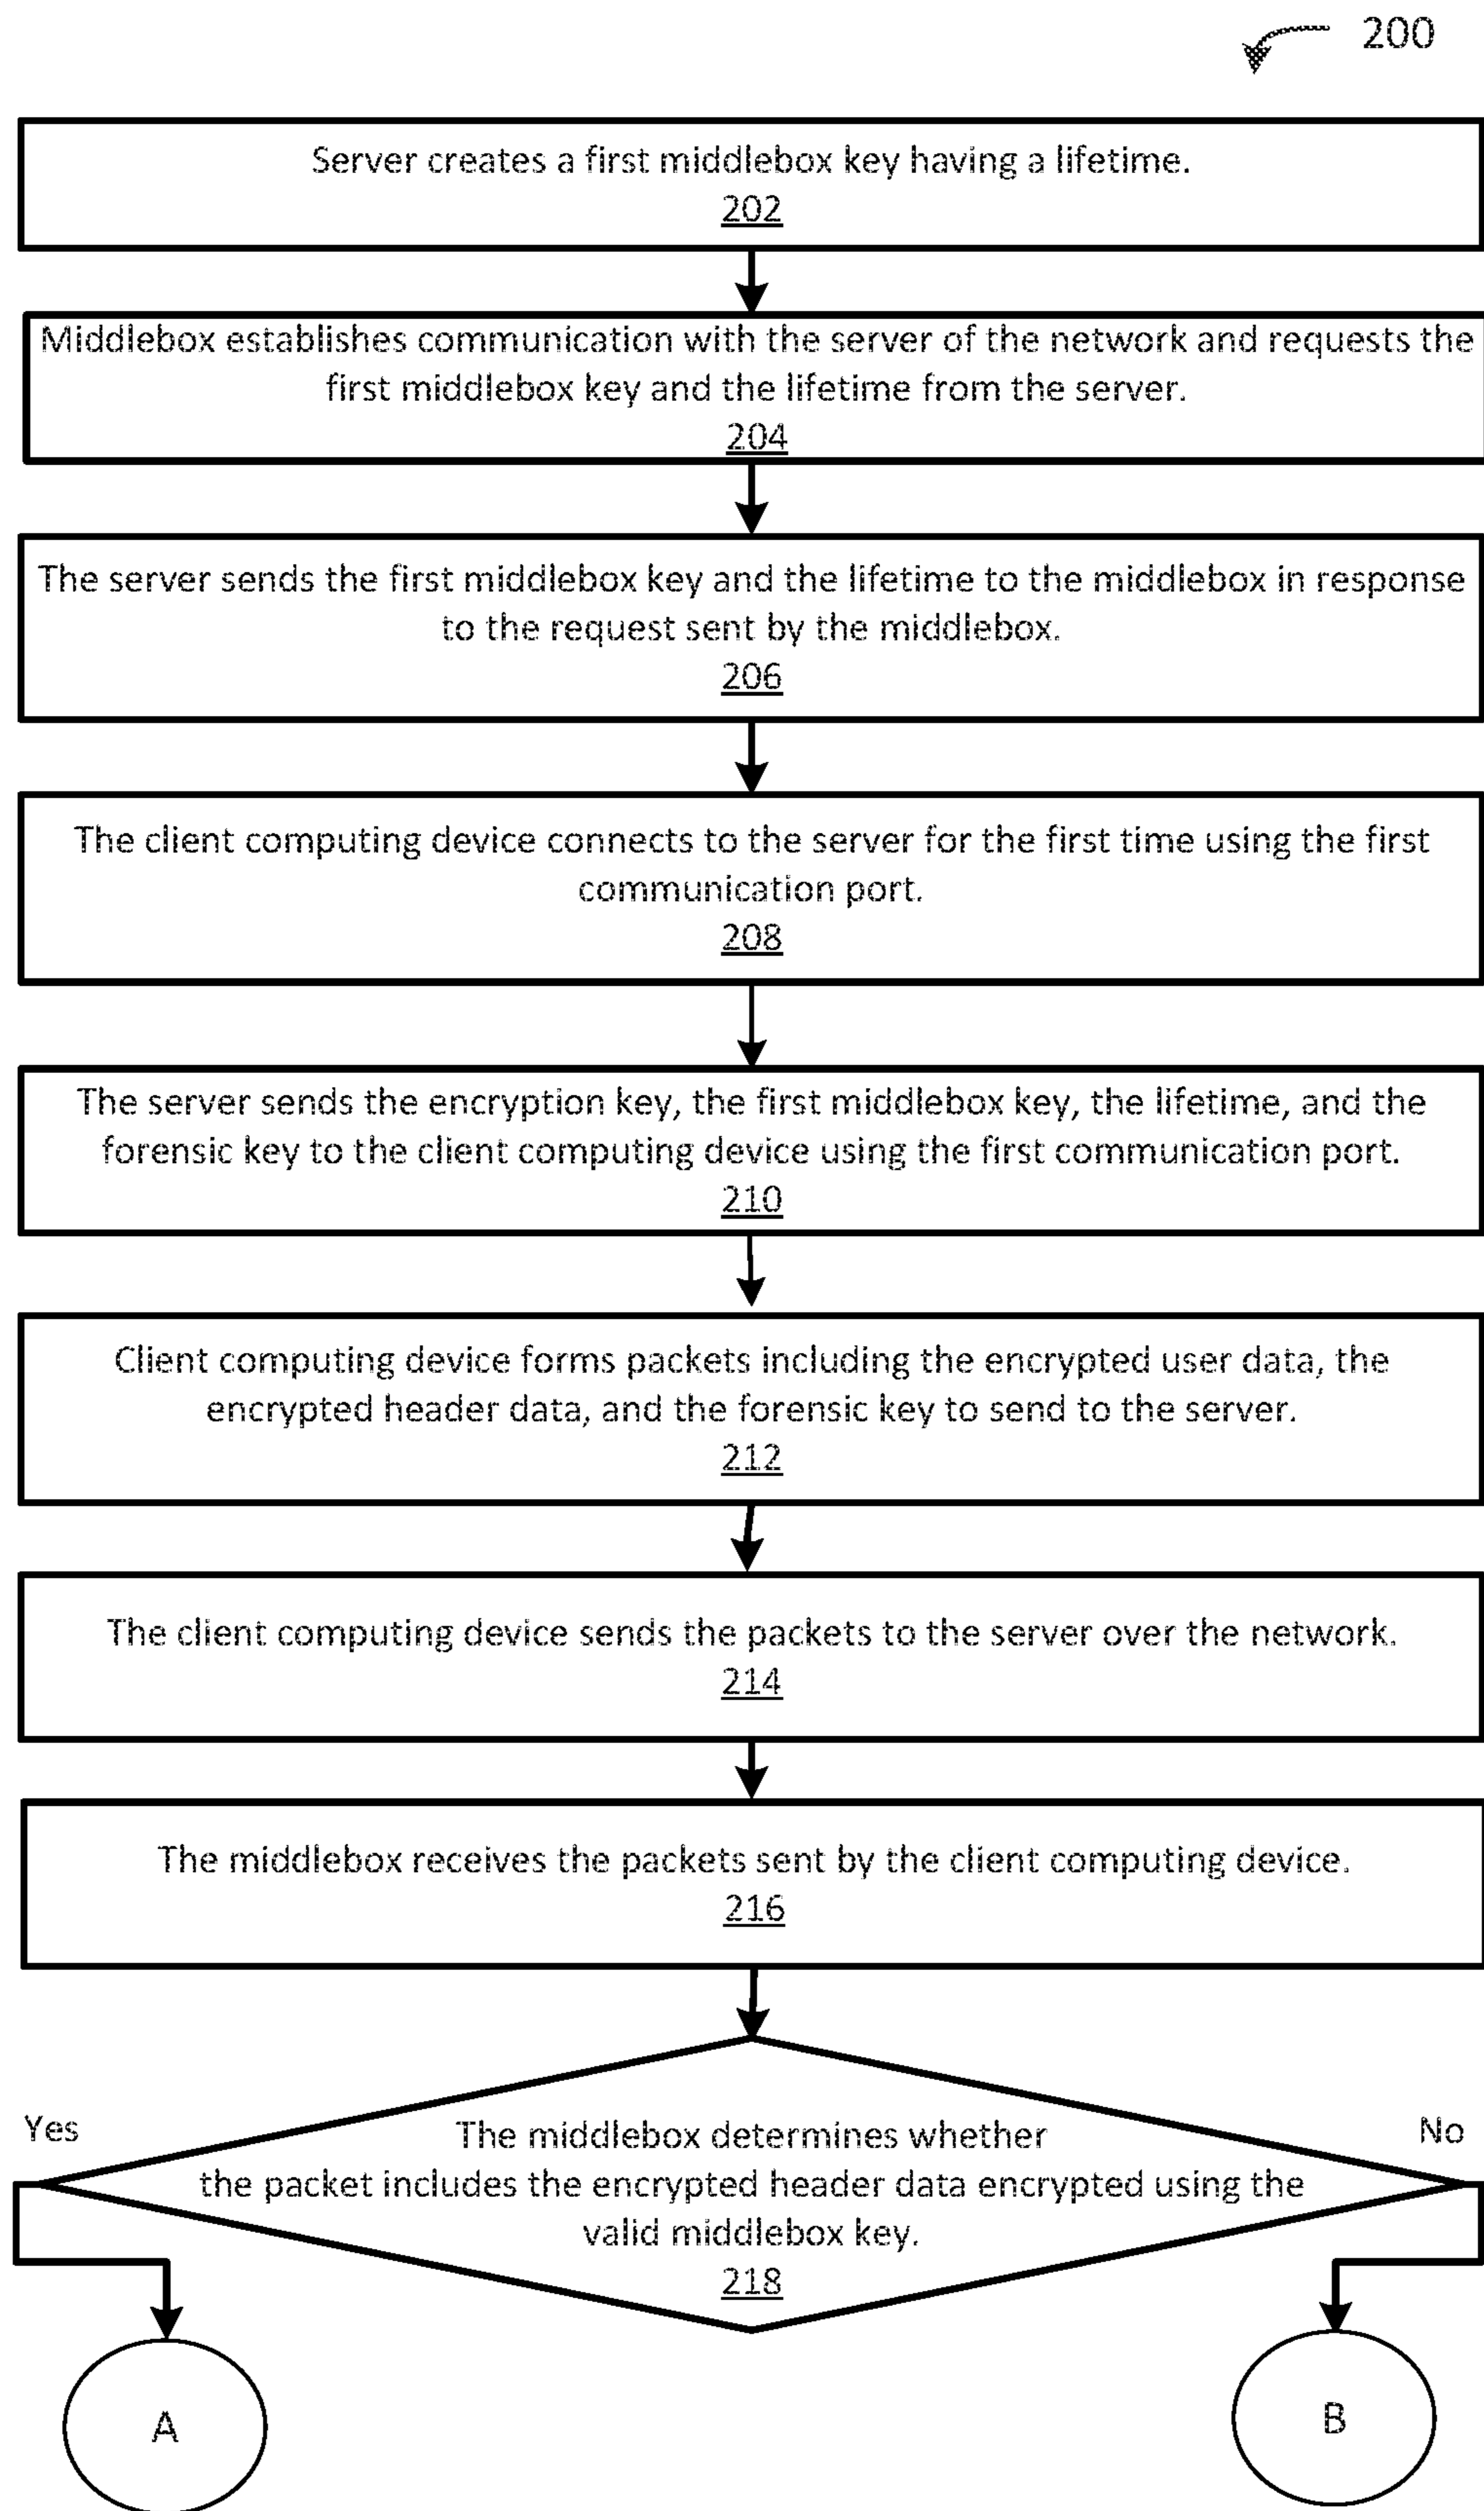 200
Server creates a first middlebox key having a lifetime.
202
Middlebox establishes communication with the server of the network and requests the
first middlebox key and the lifetime from the server.
204
The server sends the first middlebox key and the lifetime to the middlebox in response
to the request sent by the middlebox.
206
The client computing device connects to the server for the first time using the first
communication port.
208
The server sends the encryption key, the first middlebox key, the lifetime, and the
forensic key to the client computing device using the first communication port.
210
Client computing device forms packets including the encrypted user data, the
encrypted header data, and the forensic key to send to the server.
212
The client computing device sends the packets to the server over the network.
214
The middlebox receives the packets sent by the client computing device.
216
Yes
No
The middlebox determines whether
the packet includes the encrypted header data encrypted using the
valid middlebox key.
218
A
B